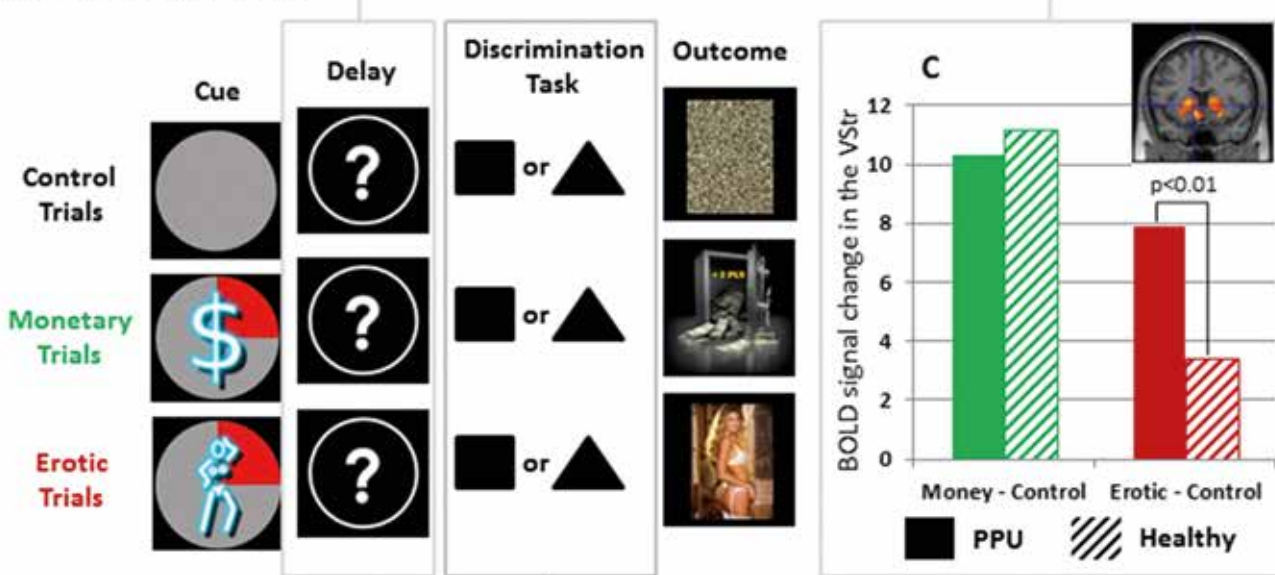 Cue
Delay
Discrimination
Task
Outcome
Control
Trials
?
or
Monetary
Trials
$
?
or
Erotic
Trials
?
or
C
BOLD signal change in the VStr
12
10
8
6
4
2
0
p<0.01
Money - Control
Erotic - Control
PPU
Healthy